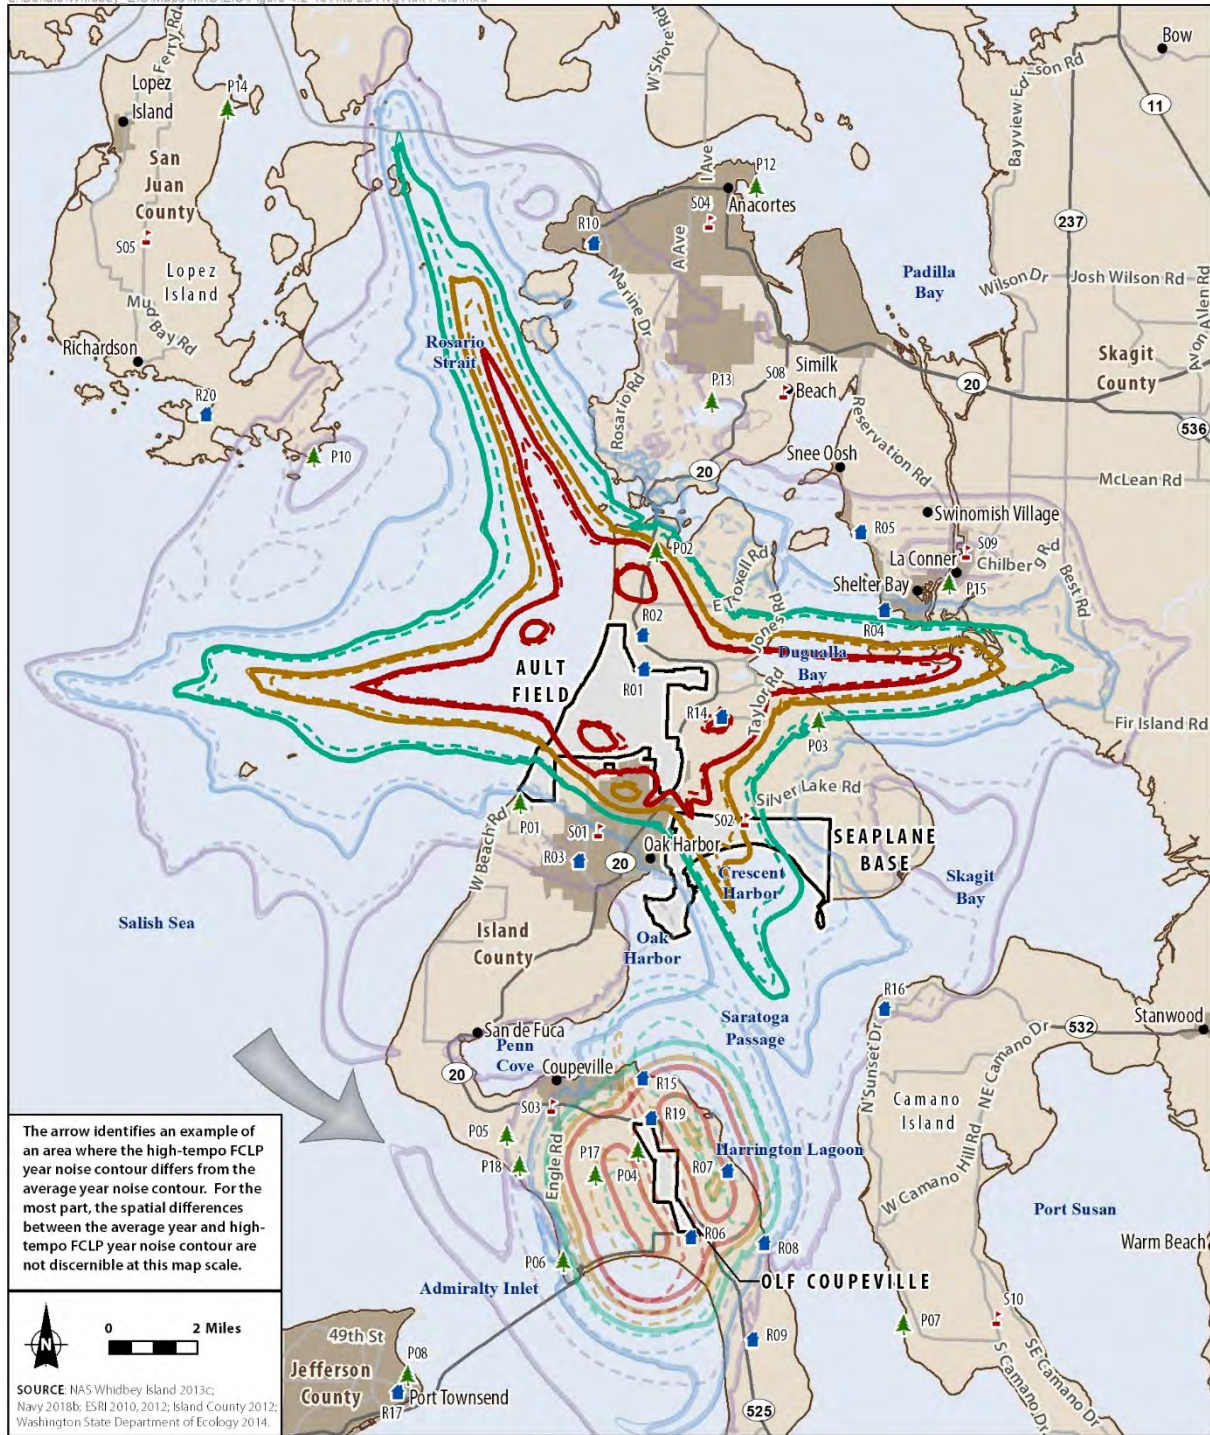 Bow
W Shore Rd
Ferry Rd
Lopez
Island
P14
Bayview Edison Rd
11
San
Juan
County
I Ave
P12
Anacortes
S04
R10
A Ave
237
S05
Lopez
Island
Padilla
Bay
Wilson Dr
Josh Wilson Rd
Avon Allen Rd
Marine Dr
Mud Bay Rd
Richardson
Rosario
Strait
Skagit
County
S08
Similk
Beach
20
R20
P13
Rosario Rd
Reservation Rd
536
P10
20
Snee Oosh
McLean Rd
Swinomish Village
R05
S09
P02
La Conner
Chilberg Rd
Best Rd
E Troxell Rd
Shelter Bay
P15
Jones Rd
R04
R02
AULT
FIELD
Dugualla
Bay
R01
Taylor Rd
R14
P03
Fir Island Rd
Silver Lake Rd
P01
S02
S01
W Beach Rd
R03
20
Oak Harbor
SEAPLANE
BASE
Crescent
Harbor
Skagit
Bay
Salish Sea
Island
County
Oak
Harbor
R16
Saratoga
Passage
Stanwood
San de Fuca
532
Penn
Cove
N Sunset Dr
NE Camano Dr
20
Coupeville
R15
Camano
Island
S03
R19
P05
Engle Rd
P17
Harrington Lagoon
P18
P04
R07
W Camano Hill Rd
Port Susan
R06
R08
Warm Beach
P06
OLF COUPEVILLE
Admiralty Inlet
S10
P07
R09
S Camano Dr
SE Camano Dr
525
The arrow identifies an example of
an area where the high-tempo FCLP
year noise contour differs from the
average year noise contour. For the
most part, the spatial differences
between the average year and high-
tempo FCLP year noise contour are
not discernible at this map scale.
N
0 2 Miles
49th St
Jefferson
County
P08
Port Townsend
R17
SOURCE: NAS Whidbey Island 2013c;
Navy 2018b; ESRI 2010, 2012; Island County 2012;
Washington State Department of Ecology 2014.